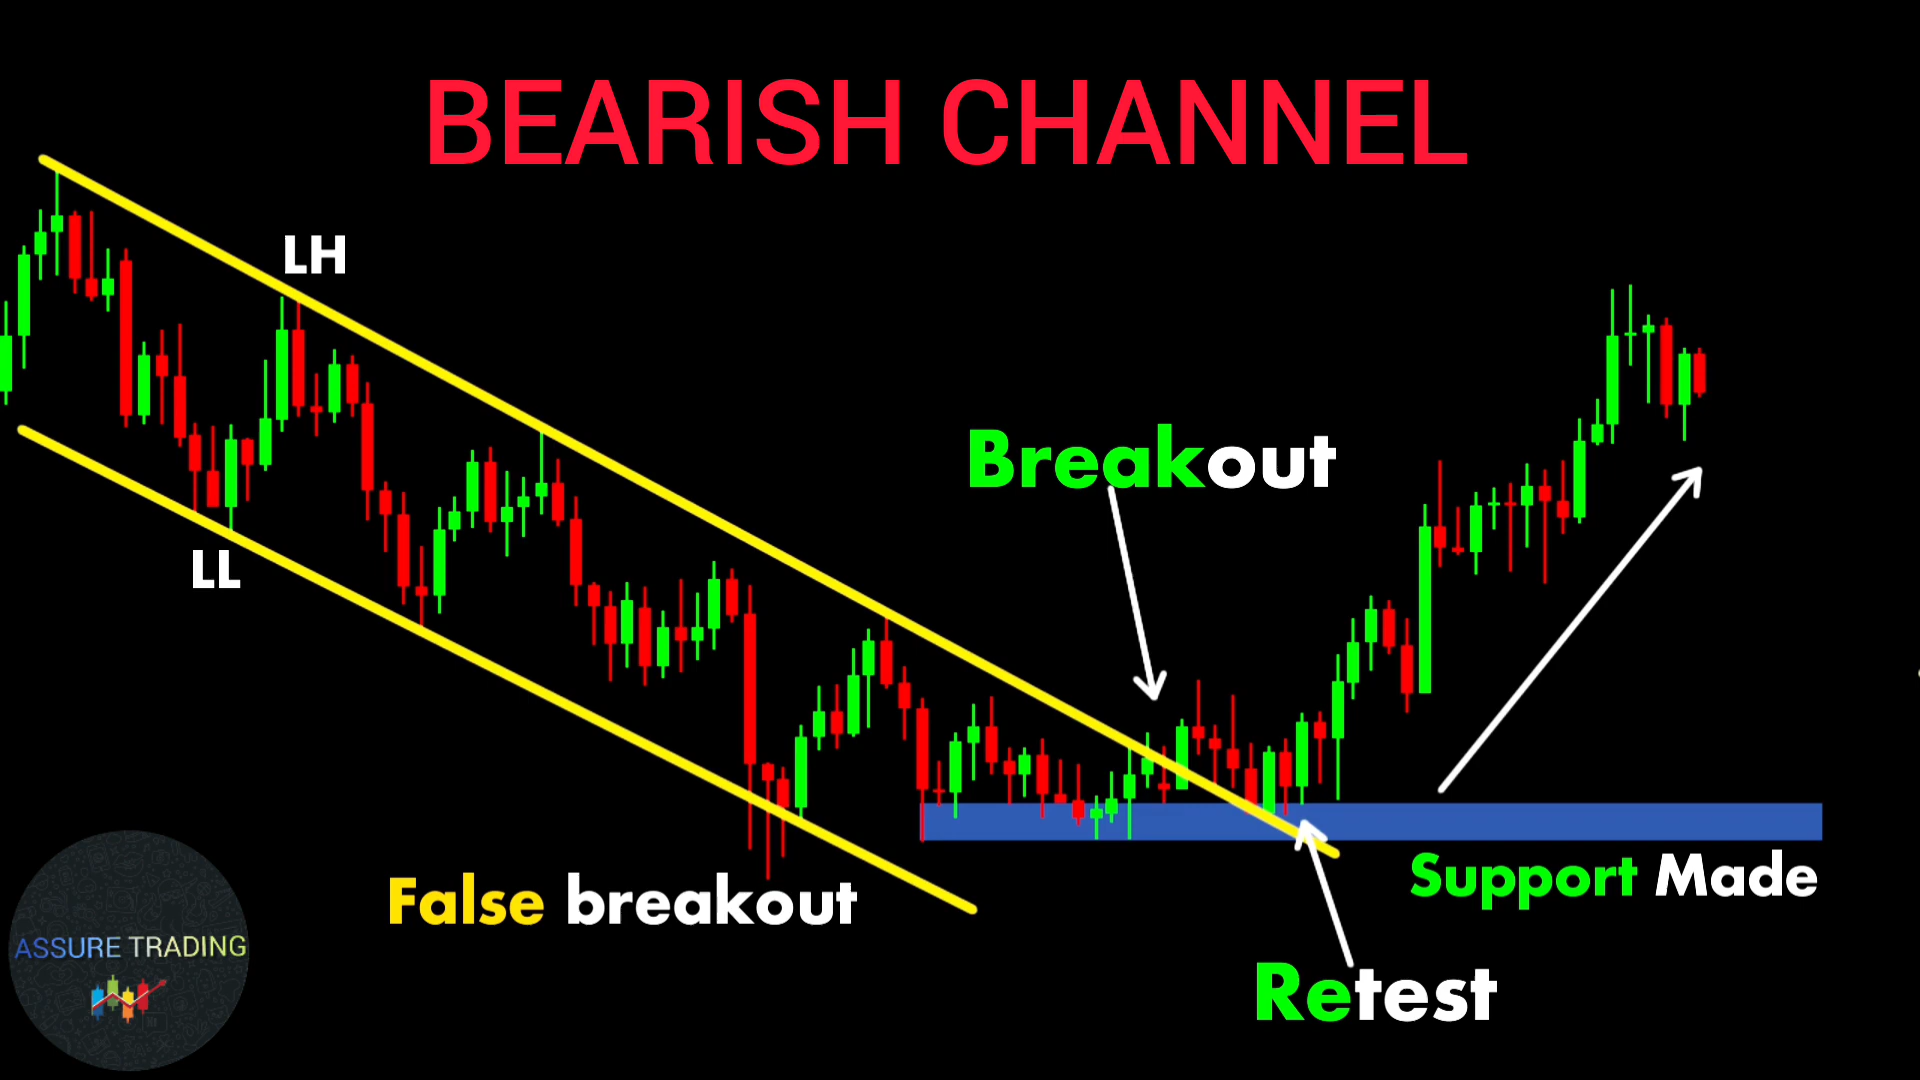 BEARISH CHANNEL
LH
Breakout
LL
Support Made
False breakout
ASSURE TRADING
Retest